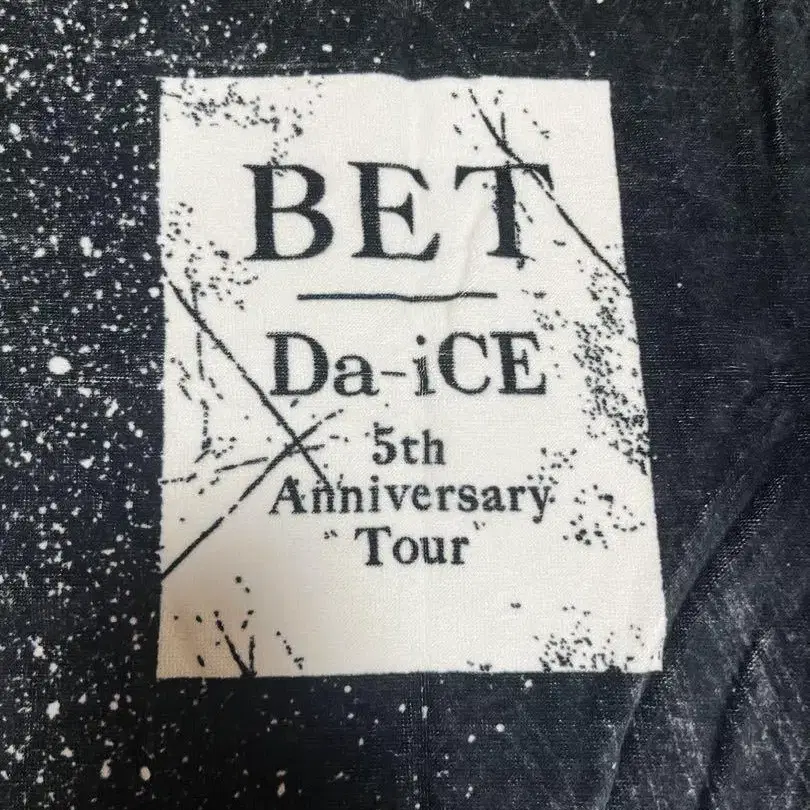 BET
Da-iCE
5th
Anniversary
"Tour"